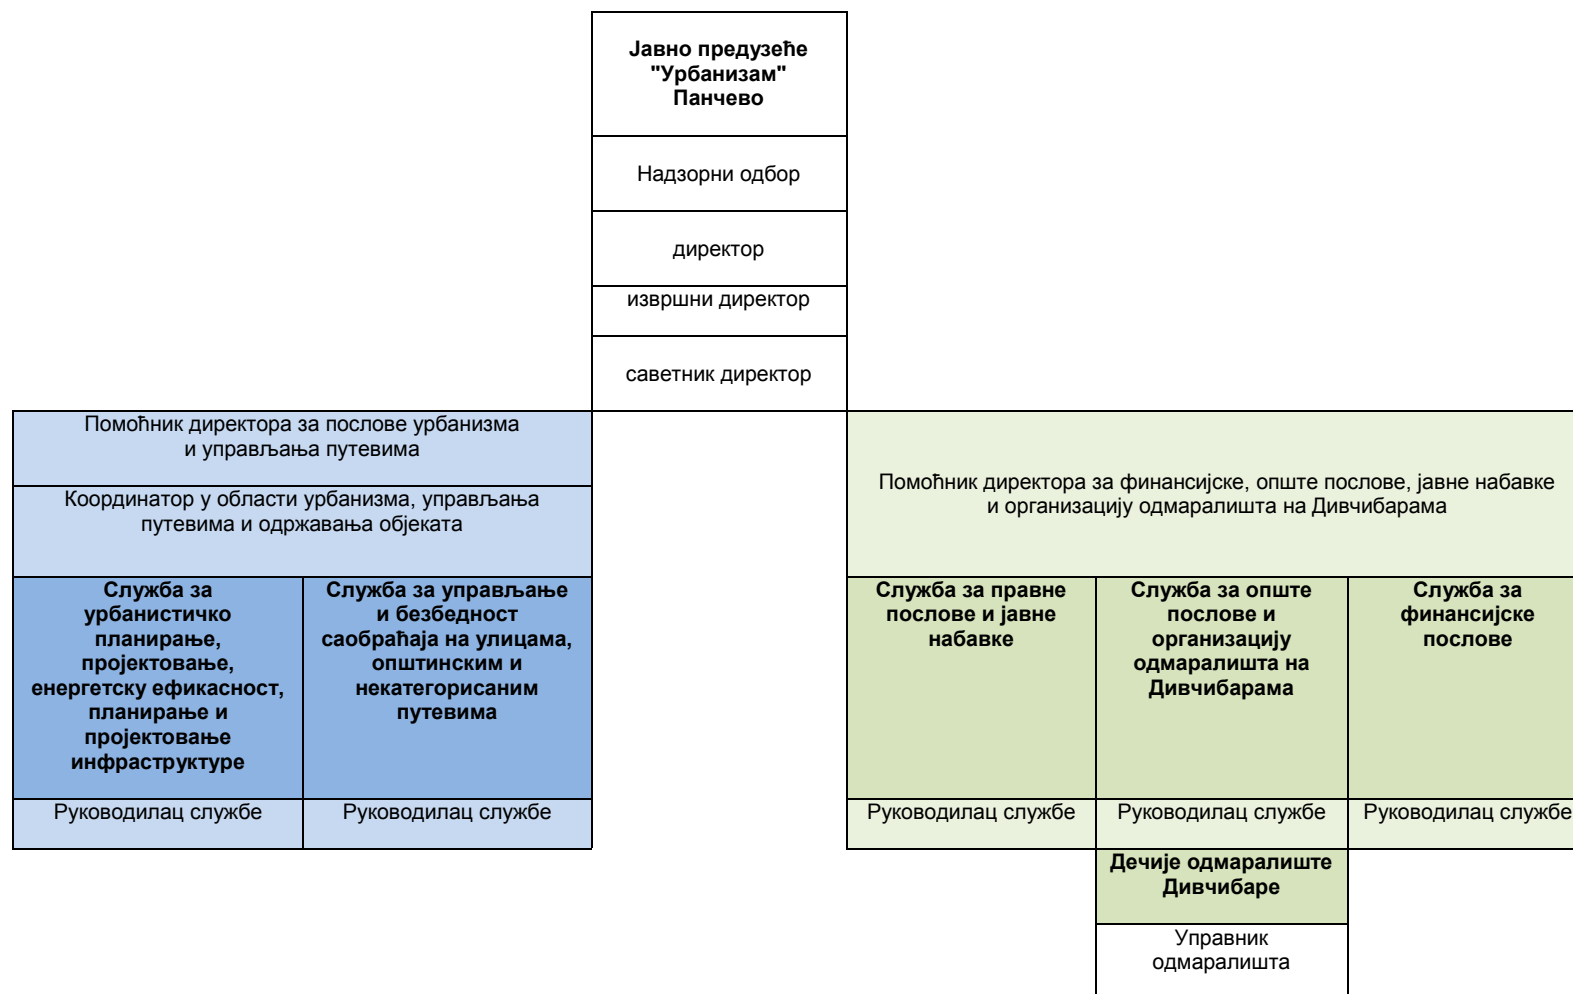 Јавно предузеће
"Урбанизам"
Панчево
Надзорни одбор
директор
извршни директор
саветник директор
Помоћник директора за послове урбанизма
и управљања путевима
Координатор у области урбанизма, управљања
путевима и одржавања објеката
Помоћник директора за финансијске, опште послове, јавне набавке
и организацију одмаралишта на Дивчибарама
Служба за
урбанистичко
планирање,
пројектовање,
енергетску ефикасност,
планирање и
пројектовање
инфраструктуре
Служба за управљање
и безбедност
саобраћаја на улицама,
општинским и
некатегорисаним
путевима
Служба за правне
послове и јавне
набавке
Служба за опште
послове и
организацију
одмаралишта на
Дивчибарама
Служба за
финансијске
послове
Руководилац службе
Руководилац службе
Руководилац службе
Руководилац службе
Руководилац службе
Дечије одмаралиште
Дивчибаре
Управник
одмаралишта